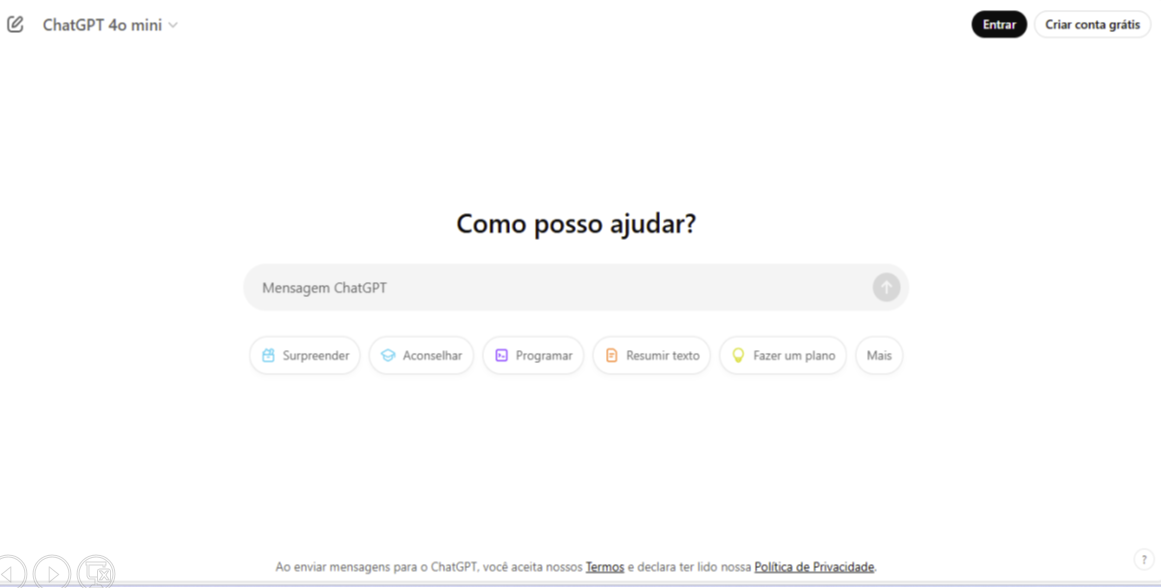 ChatGPT 4o mini
Entrar
Criar conta grátis
Como posso ajudar?
Mensagem ChatGPT
Surpreender
Aconselhar
Programar
Resumir texto
Fazer um plano
Mais
?
Ao enviar mensagens para o ChatGPT, você aceita nossos Termos e declara ter lido nossa Política de Privacidade.